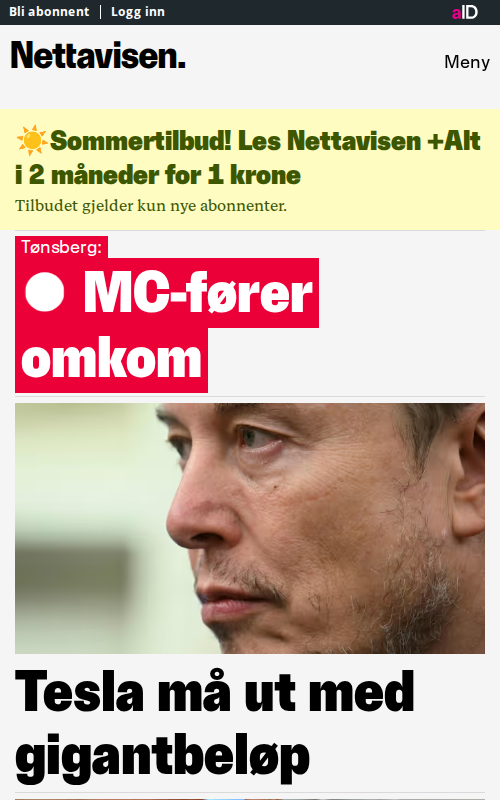 Bli abonnent | Logg inn
aID
Nettavisen.
Meny
☀️Sommertilbud! Les Nettavisen +Alt
i 2 måneder for 1 krone
Tilbudet gjelder kun nye abonnenter.
Tønsberg:
MC-fører
omkom
Tesla må ut med
gigantbeløp